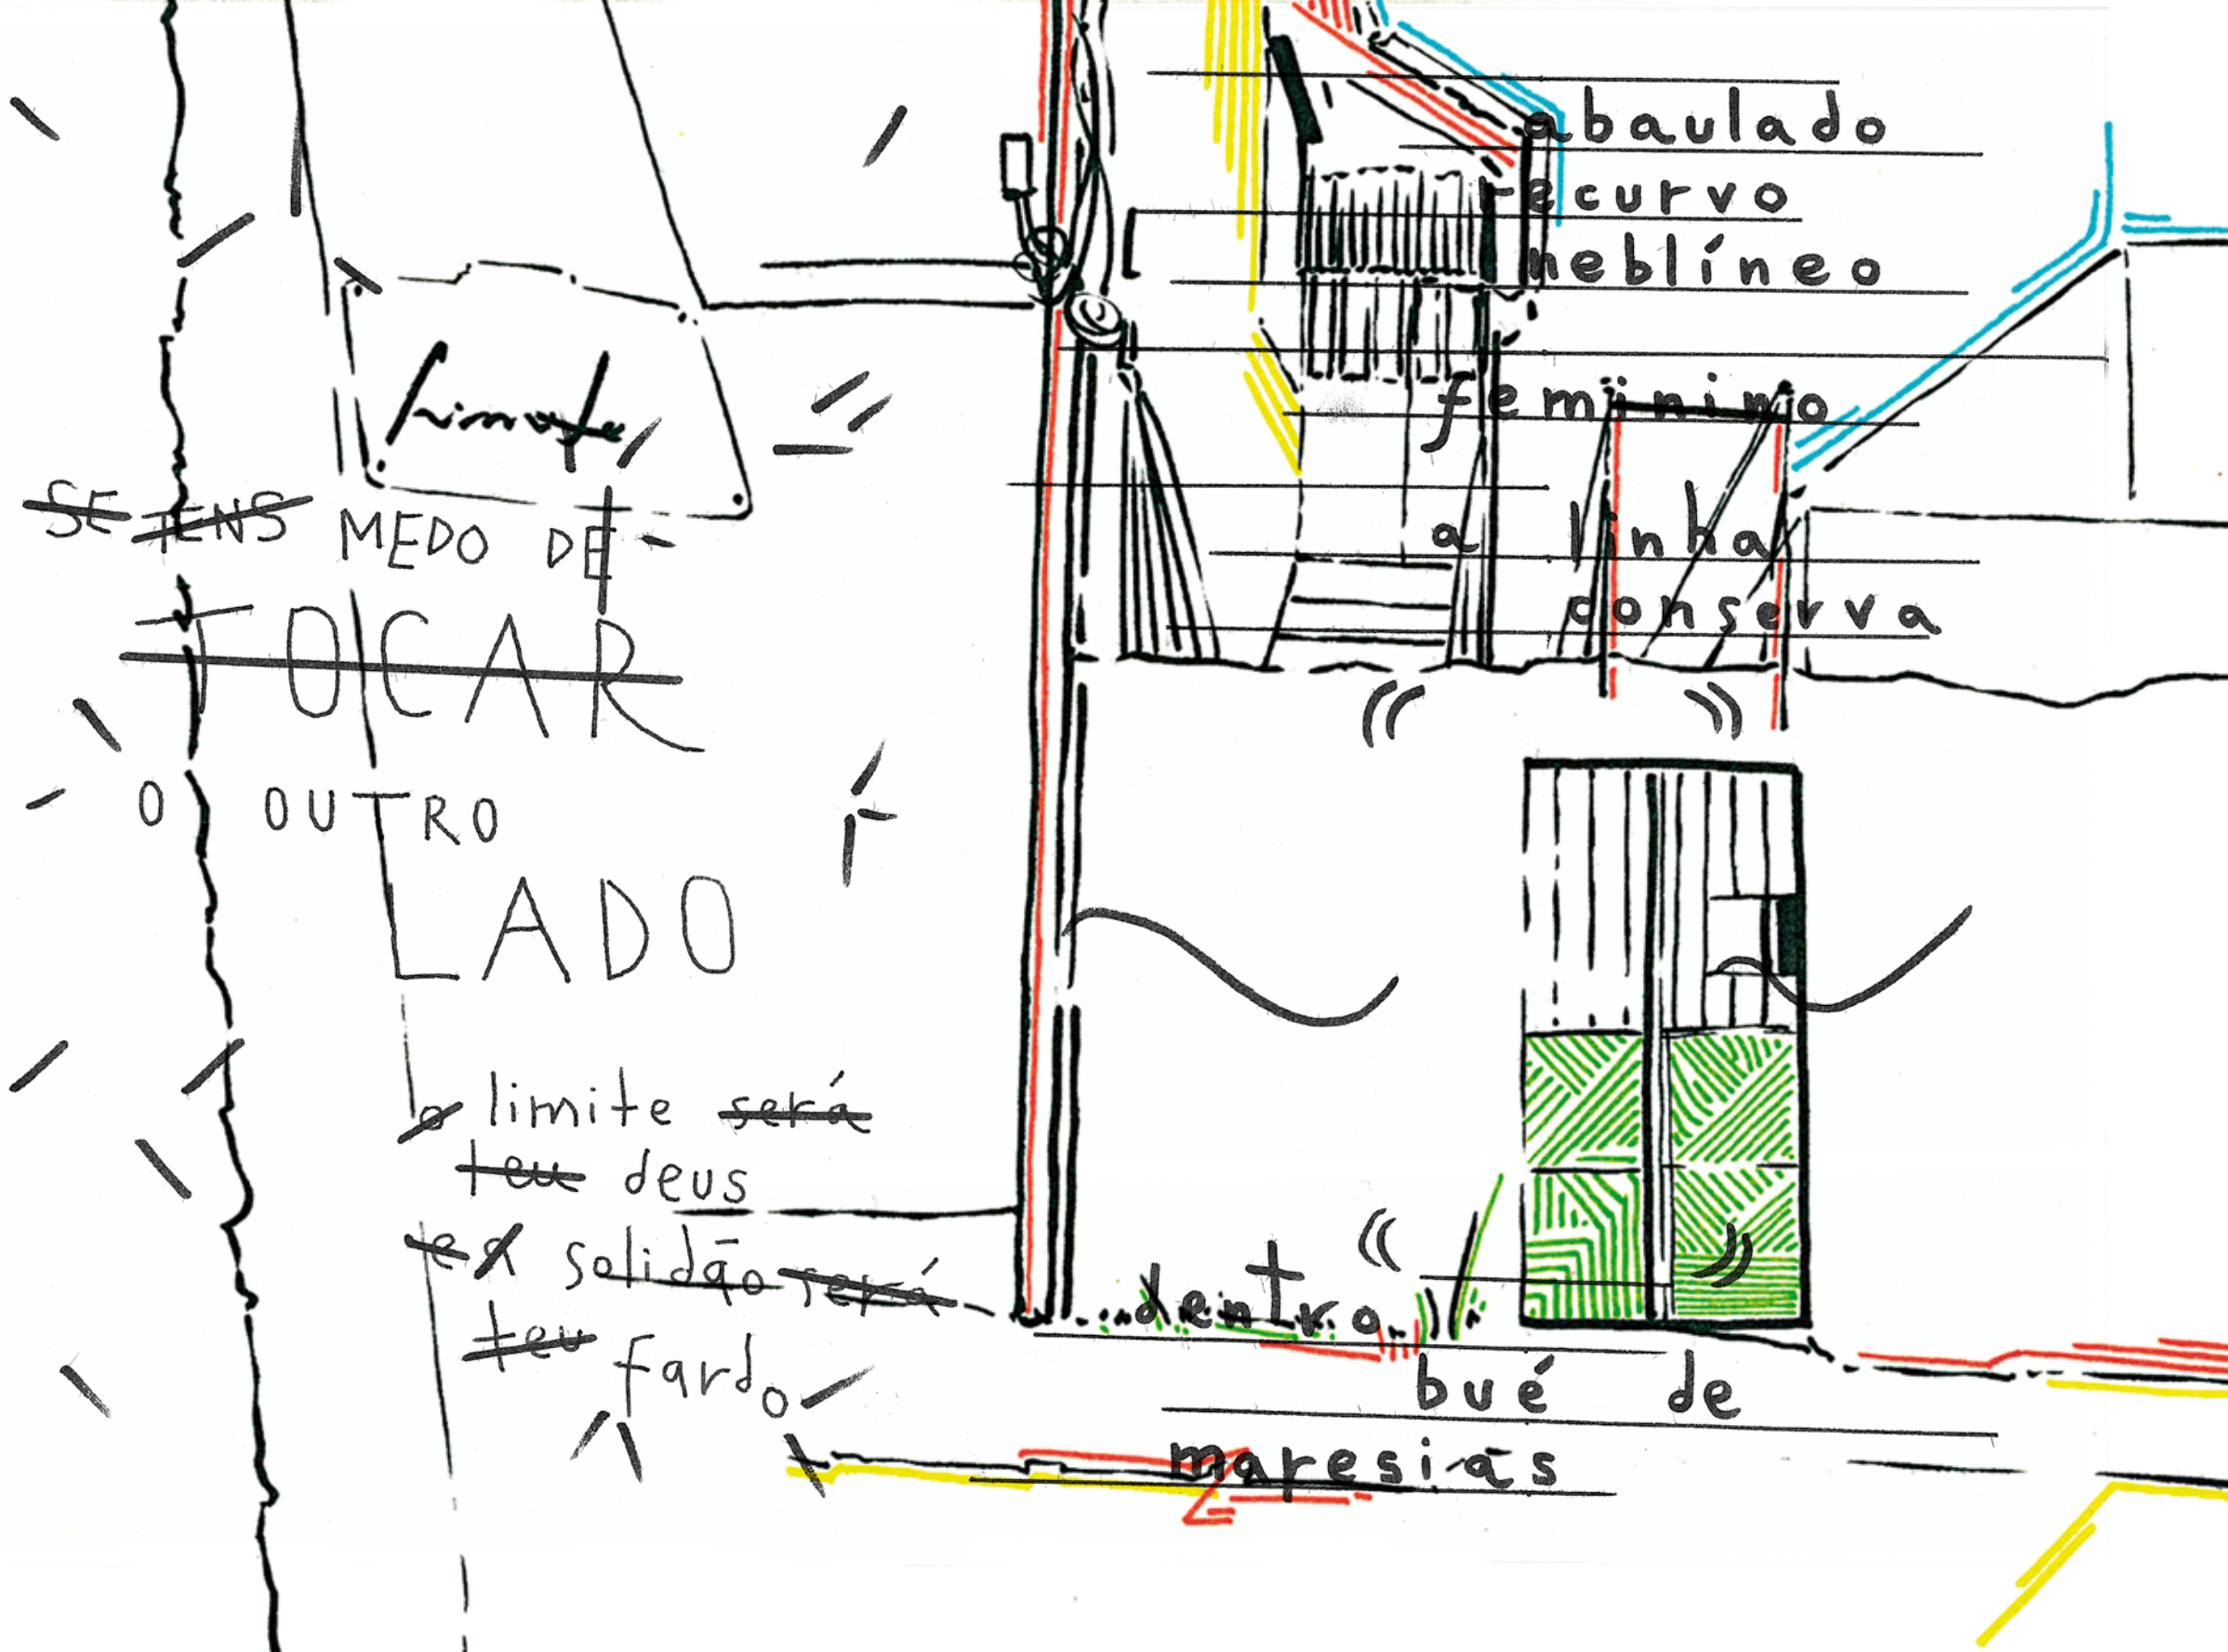 SE TENS MEDO DE
TOCAR
O OUTRO
LADO
o limite será
teu deus
e a solidão será
teu fardo
abaulado
recurvo
neblíneo
feminino
a linha
conserva
dentro
bué de
maresias